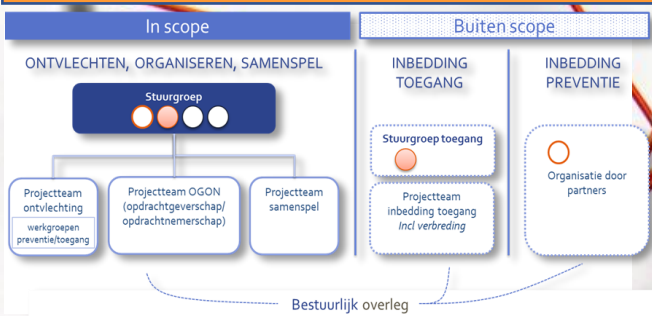 In scope
Buiten scope
ONTVLECHTEN, ORGANISEREN, SAMENSPEL
Stuurgroep
Projectteam
ontvlechting
werkgroepen
preventie/toegang
Projectteam OGON
(opdrachtgeverschap/
opdrachtnemerschap)
Projectteam
samenspel
INBEDDING
TOEGANG
Stuurgroep toegang
Projectteam
inbedding toegang
Incl verbreding
INBEDDING
PREVENTIE
Organisatie door
partners
Bestuurlijk overleg